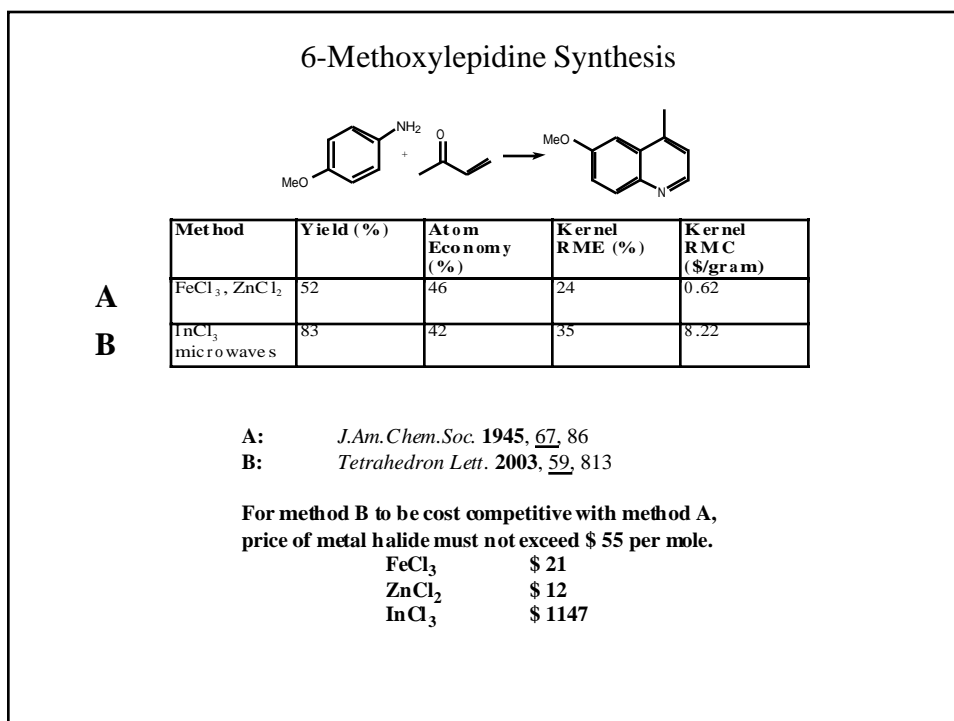 6-Methoxylepidine Synthesis
NH₂
O
MeO
+
MeO
N
Method Yield (%) Atom Economy (%) Kernel RME (%) Kernel RMC ($/gram)
A FeCl₃, ZnCl₂ 52 46 24 0.62
B InCl₃ microwaves 83 42 35 8.22
A: J.Am.Chem.Soc. 1945, 67, 86
B: Tetrahedron Lett. 2003, 59, 813
For method B to be cost competitive with method A,
price of metal halide must not exceed $ 55 per mole.
FeCl₃ $ 21
ZnCl₂ $ 12
InCl₃ $ 1147